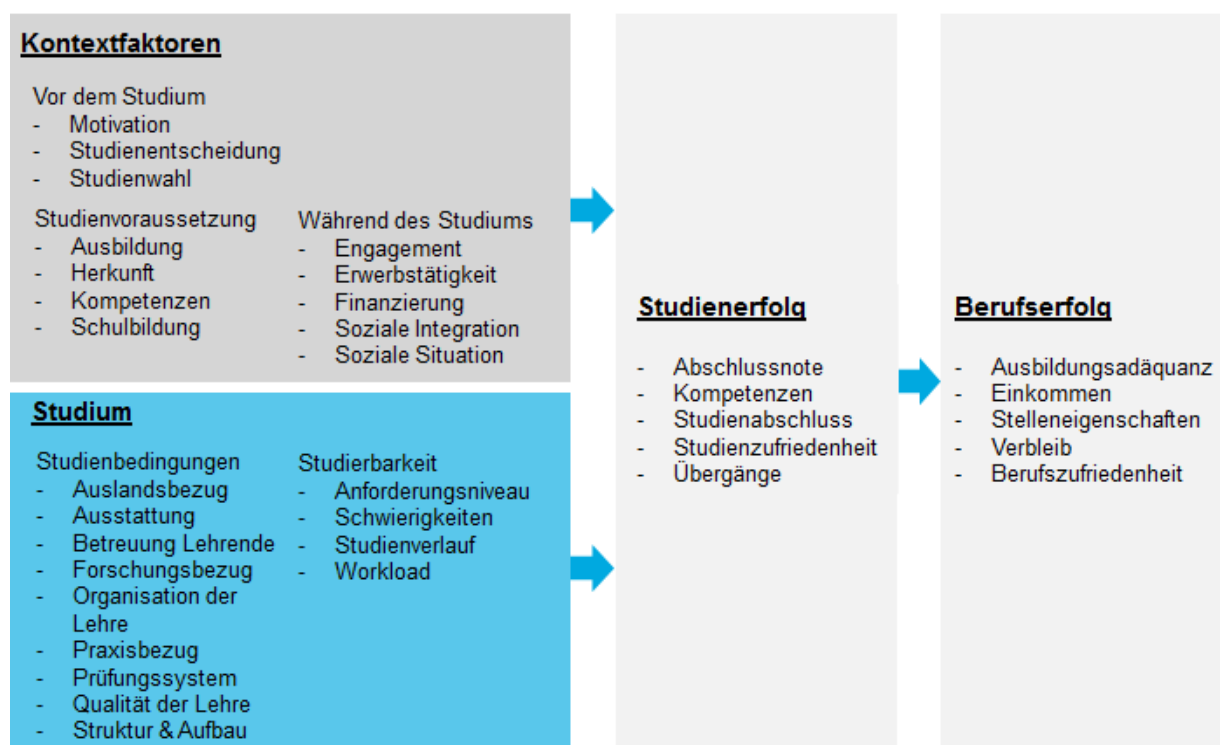 Kontextfaktoren
Vor dem Studium
- Motivation
- Studienentscheidung
- Studienwahl
Studienvoraussetzung
- Ausbildung
- Herkunft
- Kompetenzen
- Schulbildung
Während des Studiums
- Engagement
- Erwerbstätigkeit
- Finanzierung
- Soziale Integration
- Soziale Situation
Studium
Studienbedingungen
- Auslandsbezug
- Ausstattung
- Betreuung Lehrende
- Forschungsbezug
- Organisation der
Lehre
- Praxisbezug
- Prüfungssystem
- Qualität der Lehre
- Struktur & Aufbau
Studierbarkeit
- Anforderungsniveau
- Schwierigkeiten
- Studienverlauf
- Workload
Studienerfolg
- Abschlussnote
- Kompetenzen
- Studienabschluss
- Studienzufriedenheit
- Übergänge
Berufserfolg
- Ausbildungsadäquanz
- Einkommen
- Stelleneigenschaften
- Verbleib
- Berufszufriedenheit